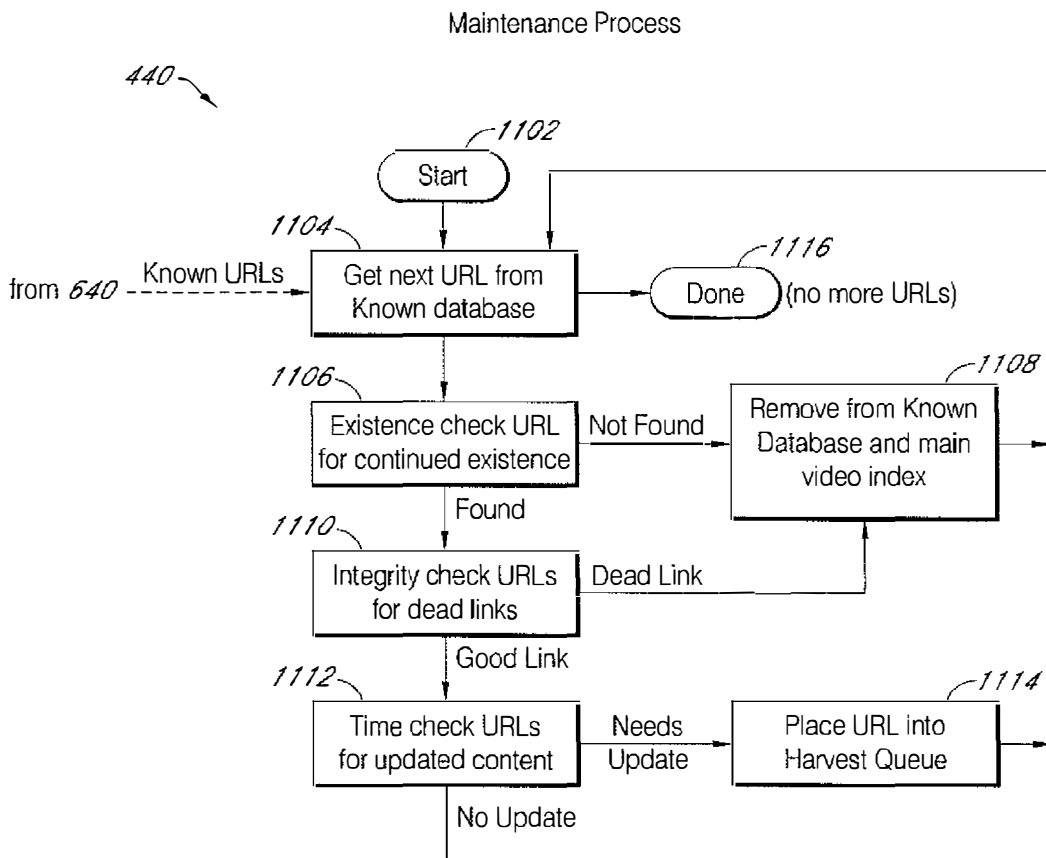 Maintenance Process
440
1102
Start
1104
1116
from 640
Known URLs
Get next URL from
Known database
Done
(no more URLs)
1106
1108
Existence check URL
for continued existence
Not Found
Remove from Known
Database and main
video index
Found
1110
Integrity check URLs
for dead links
Dead Link
Good Link
1112
1114
Time check URLs
for updated content
Needs
Update
Place URL into
Harvest Queue
No Update